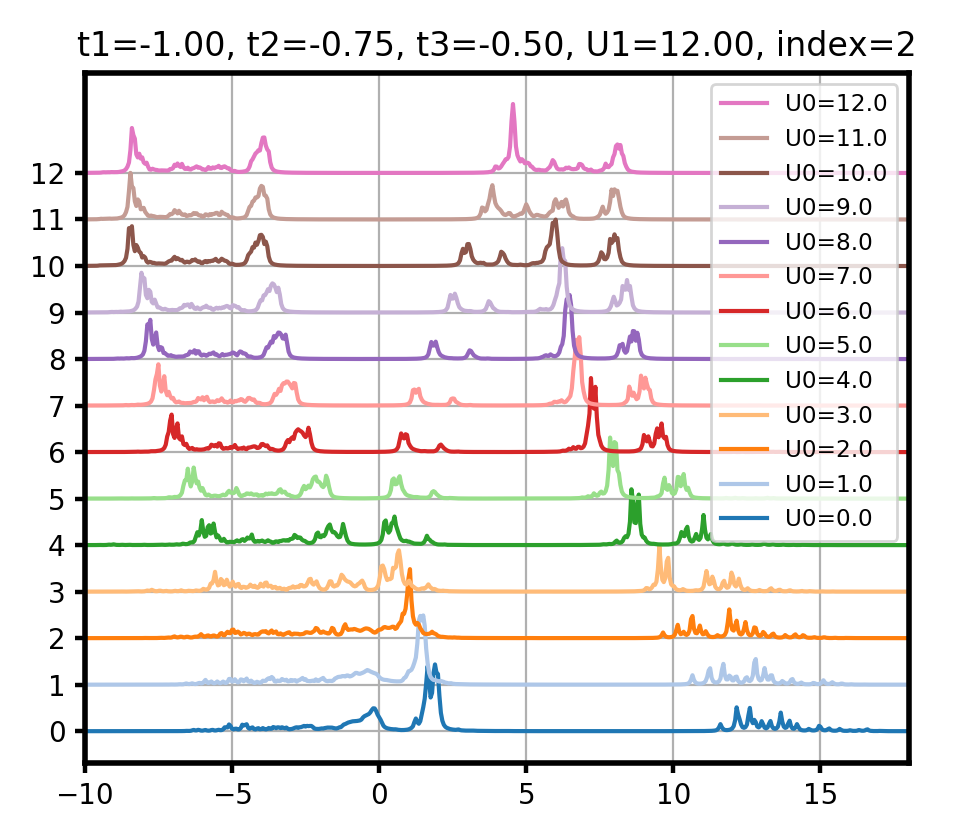 t1=-1.00, t2=-0.75, t3=-0.50, U1=12.00, index=2
U0=12.0
U0=11.0
U0=10.0
U0=9.0
U0=8.0
U0=7.0
U0=6.0
U0=5.0
U0=4.0
U0=3.0
U0=2.0
U0=1.0
U0=0.0
12
11
10
9
8
7
6
5
4
3
2
1
0
−10 −5 0 5 10 15